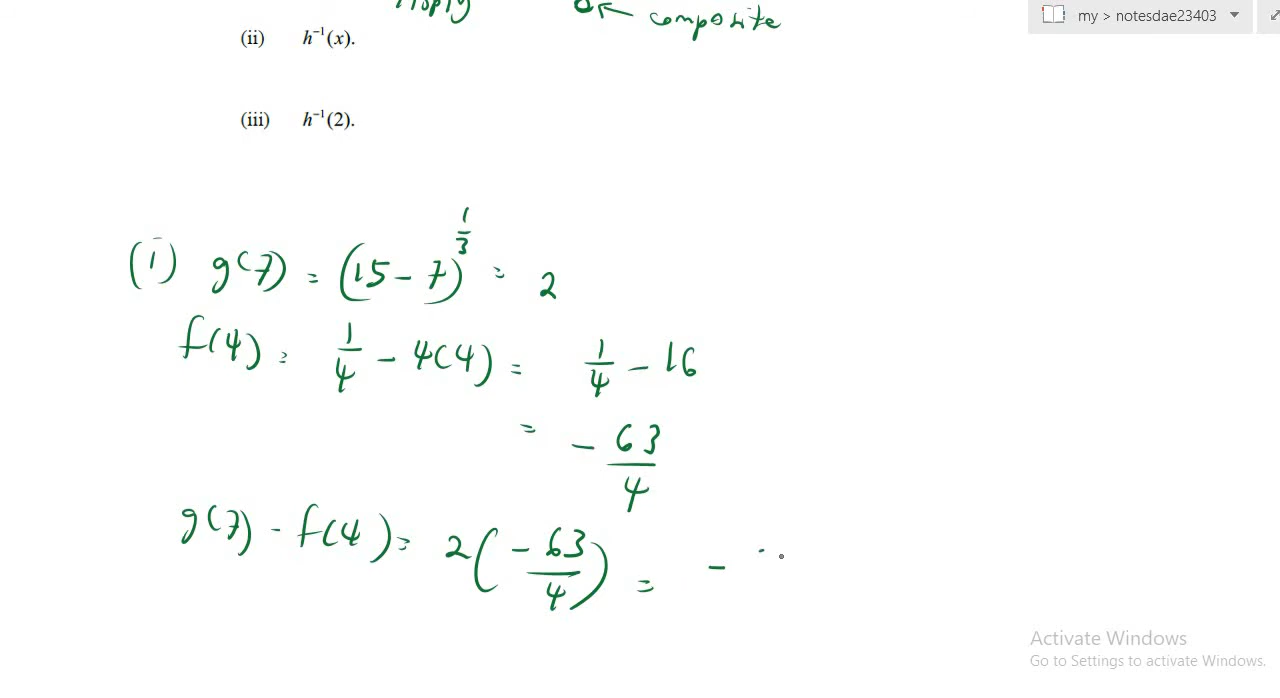 composite
my > notesdae23403
(ii) h⁻¹(x).
(iii) h⁻¹(2).
(i) g(7) = (15 - 7)^(1/3) = 2
f(4) = 1/4 - 4(4) = 1/4 - 16
= - 63/4
g(7) - f(4) = 2(- 63/4) = -
Activate Windows
Go to Settings to activate Windows.